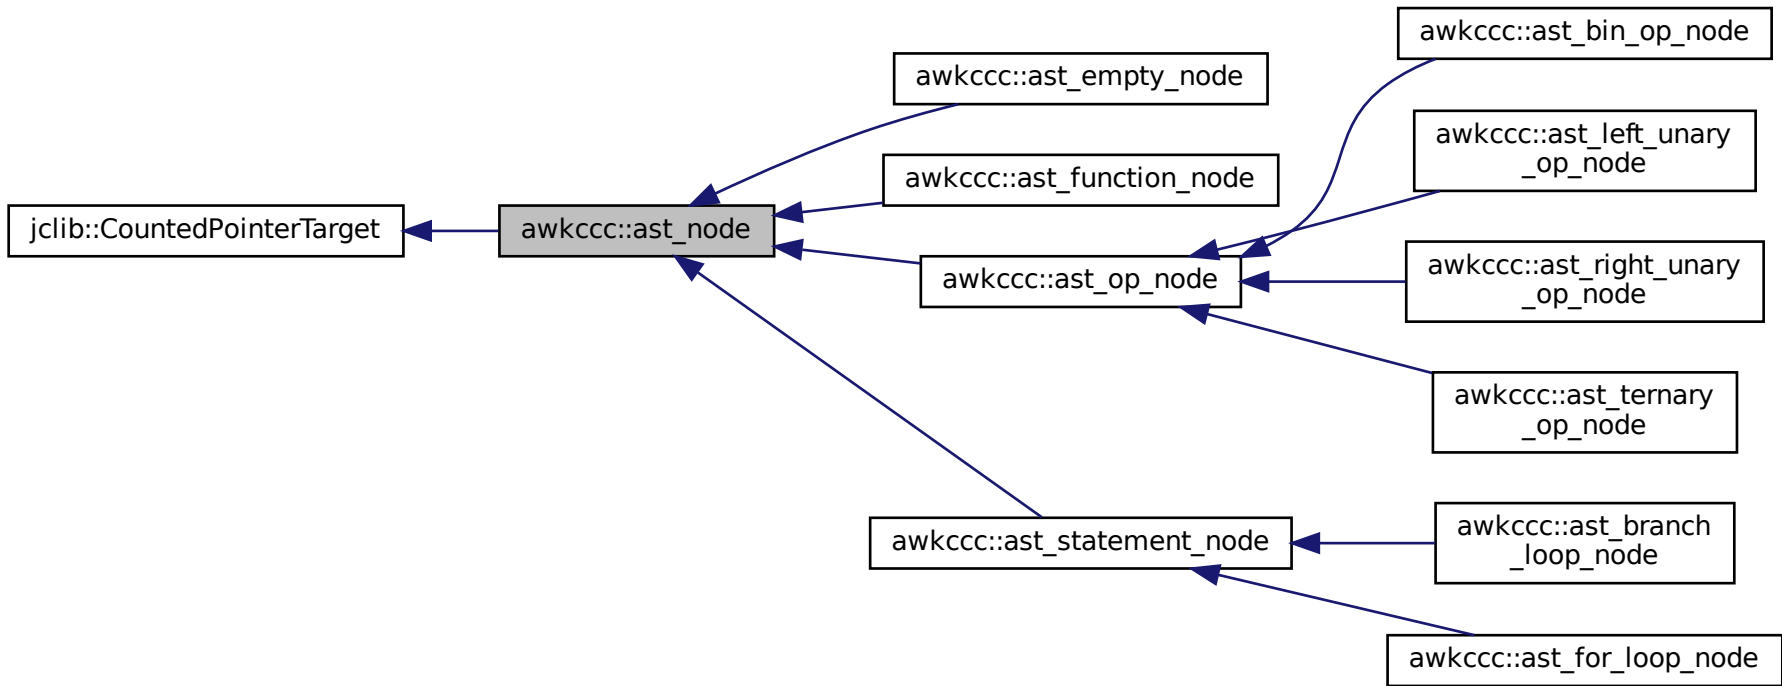 jclib::CountedPointerTarget
awkccc::ast_node
awkccc::ast_empty_node
awkccc::ast_function_node
awkccc::ast_op_node
awkccc::ast_statement_node
awkccc::ast_bin_op_node
awkccc::ast_left_unary
_op_node
awkccc::ast_right_unary
_op_node
awkccc::ast_ternary
_op_node
awkccc::ast_branch
_loop_node
awkccc::ast_for_loop_node